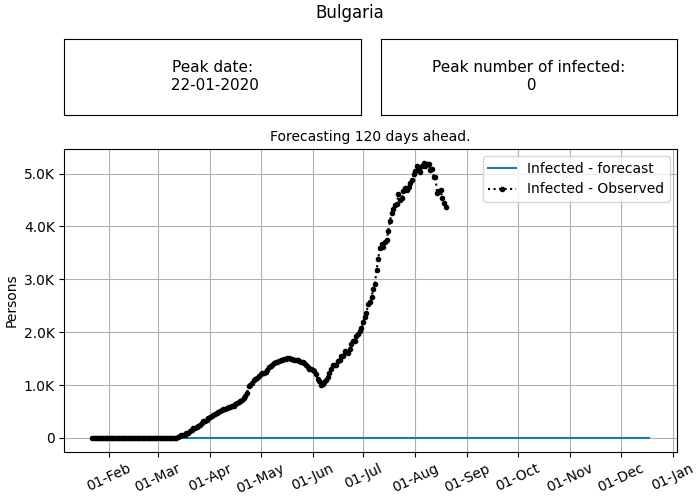 Bulgaria
Peak date:
22-01-2020
Peak number of infected:
0
Forecasting 120 days ahead.
Infected - forecast
Infected - Observed
5.0K
4.0K
3.0K
2.0K
1.0K
0
Persons
01-Feb
01-Mar
01-Apr
01-May
01-Jun
01-Jul
01-Aug
01-Sep
01-Oct
01-Nov
01-Dec
01-Jan